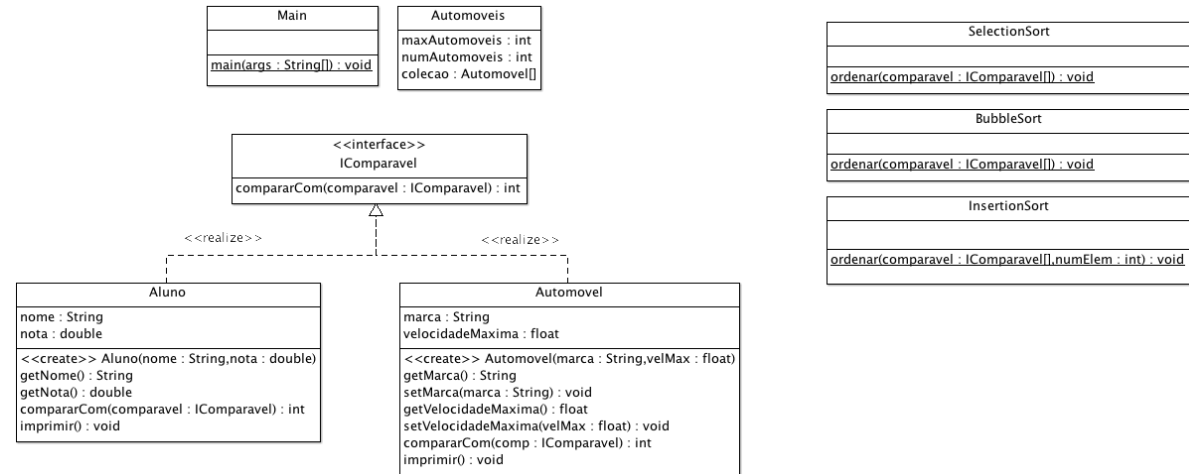 Main
main(args : String[]) : void
Automoveis
maxAutomoveis : int
numAutomoveis : int
colecao : Automovel[]
SelectionSort
ordenar(comparavel : IComparavel[]) : void
BubbleSort
ordenar(comparavel : IComparavel[]) : void
InsertionSort
ordenar(comparavel : IComparavel[],numElem : int) : void
<<interface>>
IComparavel
compararCom(comparavel : IComparavel) : int
<<realize>>
<<realize>>
Aluno
nome : String
nota : double
<<create>> Aluno(nome : String,nota : double)
getNome() : String
getNota() : double
compararCom(comparavel : IComparavel) : int
imprimir() : void
Automovel
marca : String
velocidadeMaxima : float
<<create>> Automovel(marca : String,velMax : float)
getMarca() : String
setMarca(marca : String) : void
getVelocidadeMaxima() : float
setVelocidadeMaxima(velMax : float) : void
compararCom(comp : IComparavel) : int
imprimir() : void